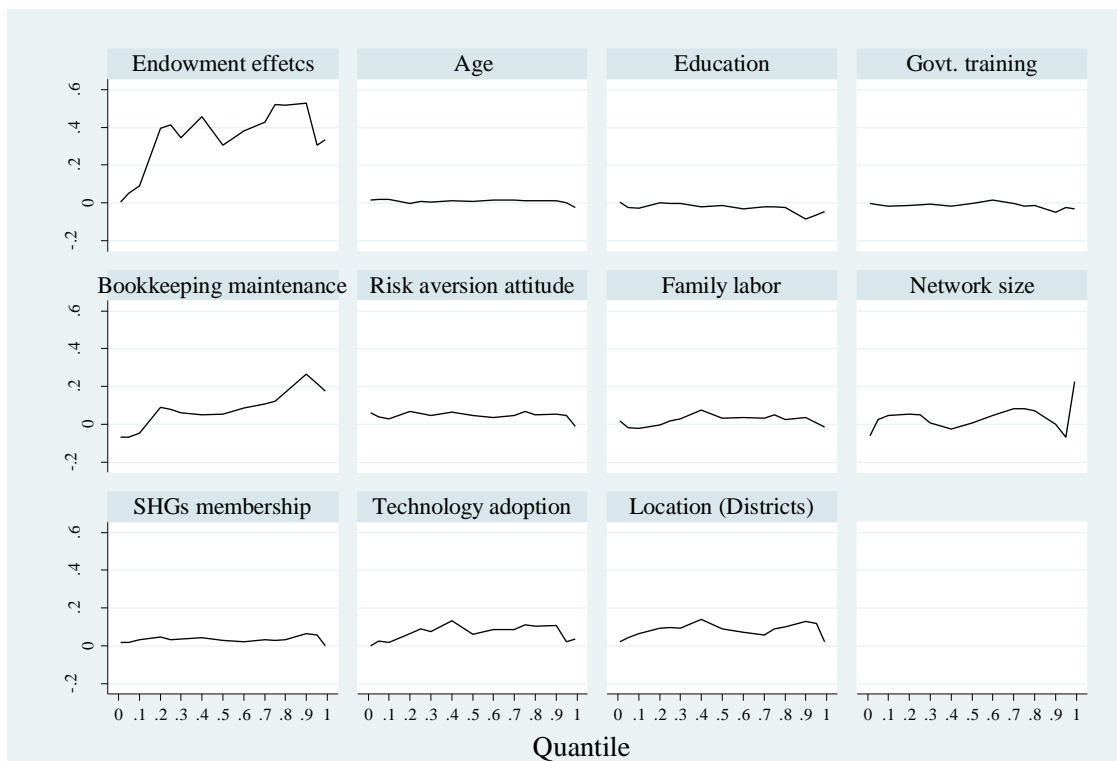 Endowment effetcs Age Education Govt. training
-.2 0 .2 .4 .6
Bookkeeping maintenance Risk aversion attitude Family labor Network size
-.2 0 .2 .4 .6
SHGs membership Technology adoption Location (Districts)
-.2 0 .2 .4 .6
0 .1 .2 .3 .4 .5 .6 .7 .8 .9 1 0 .1 .2 .3 .4 .5 .6 .7 .8 .9 1 0 .1 .2 .3 .4 .5 .6 .7 .8 .9 1 0 .1 .2 .3 .4 .5 .6 .7 .8 .9 1
Quantile